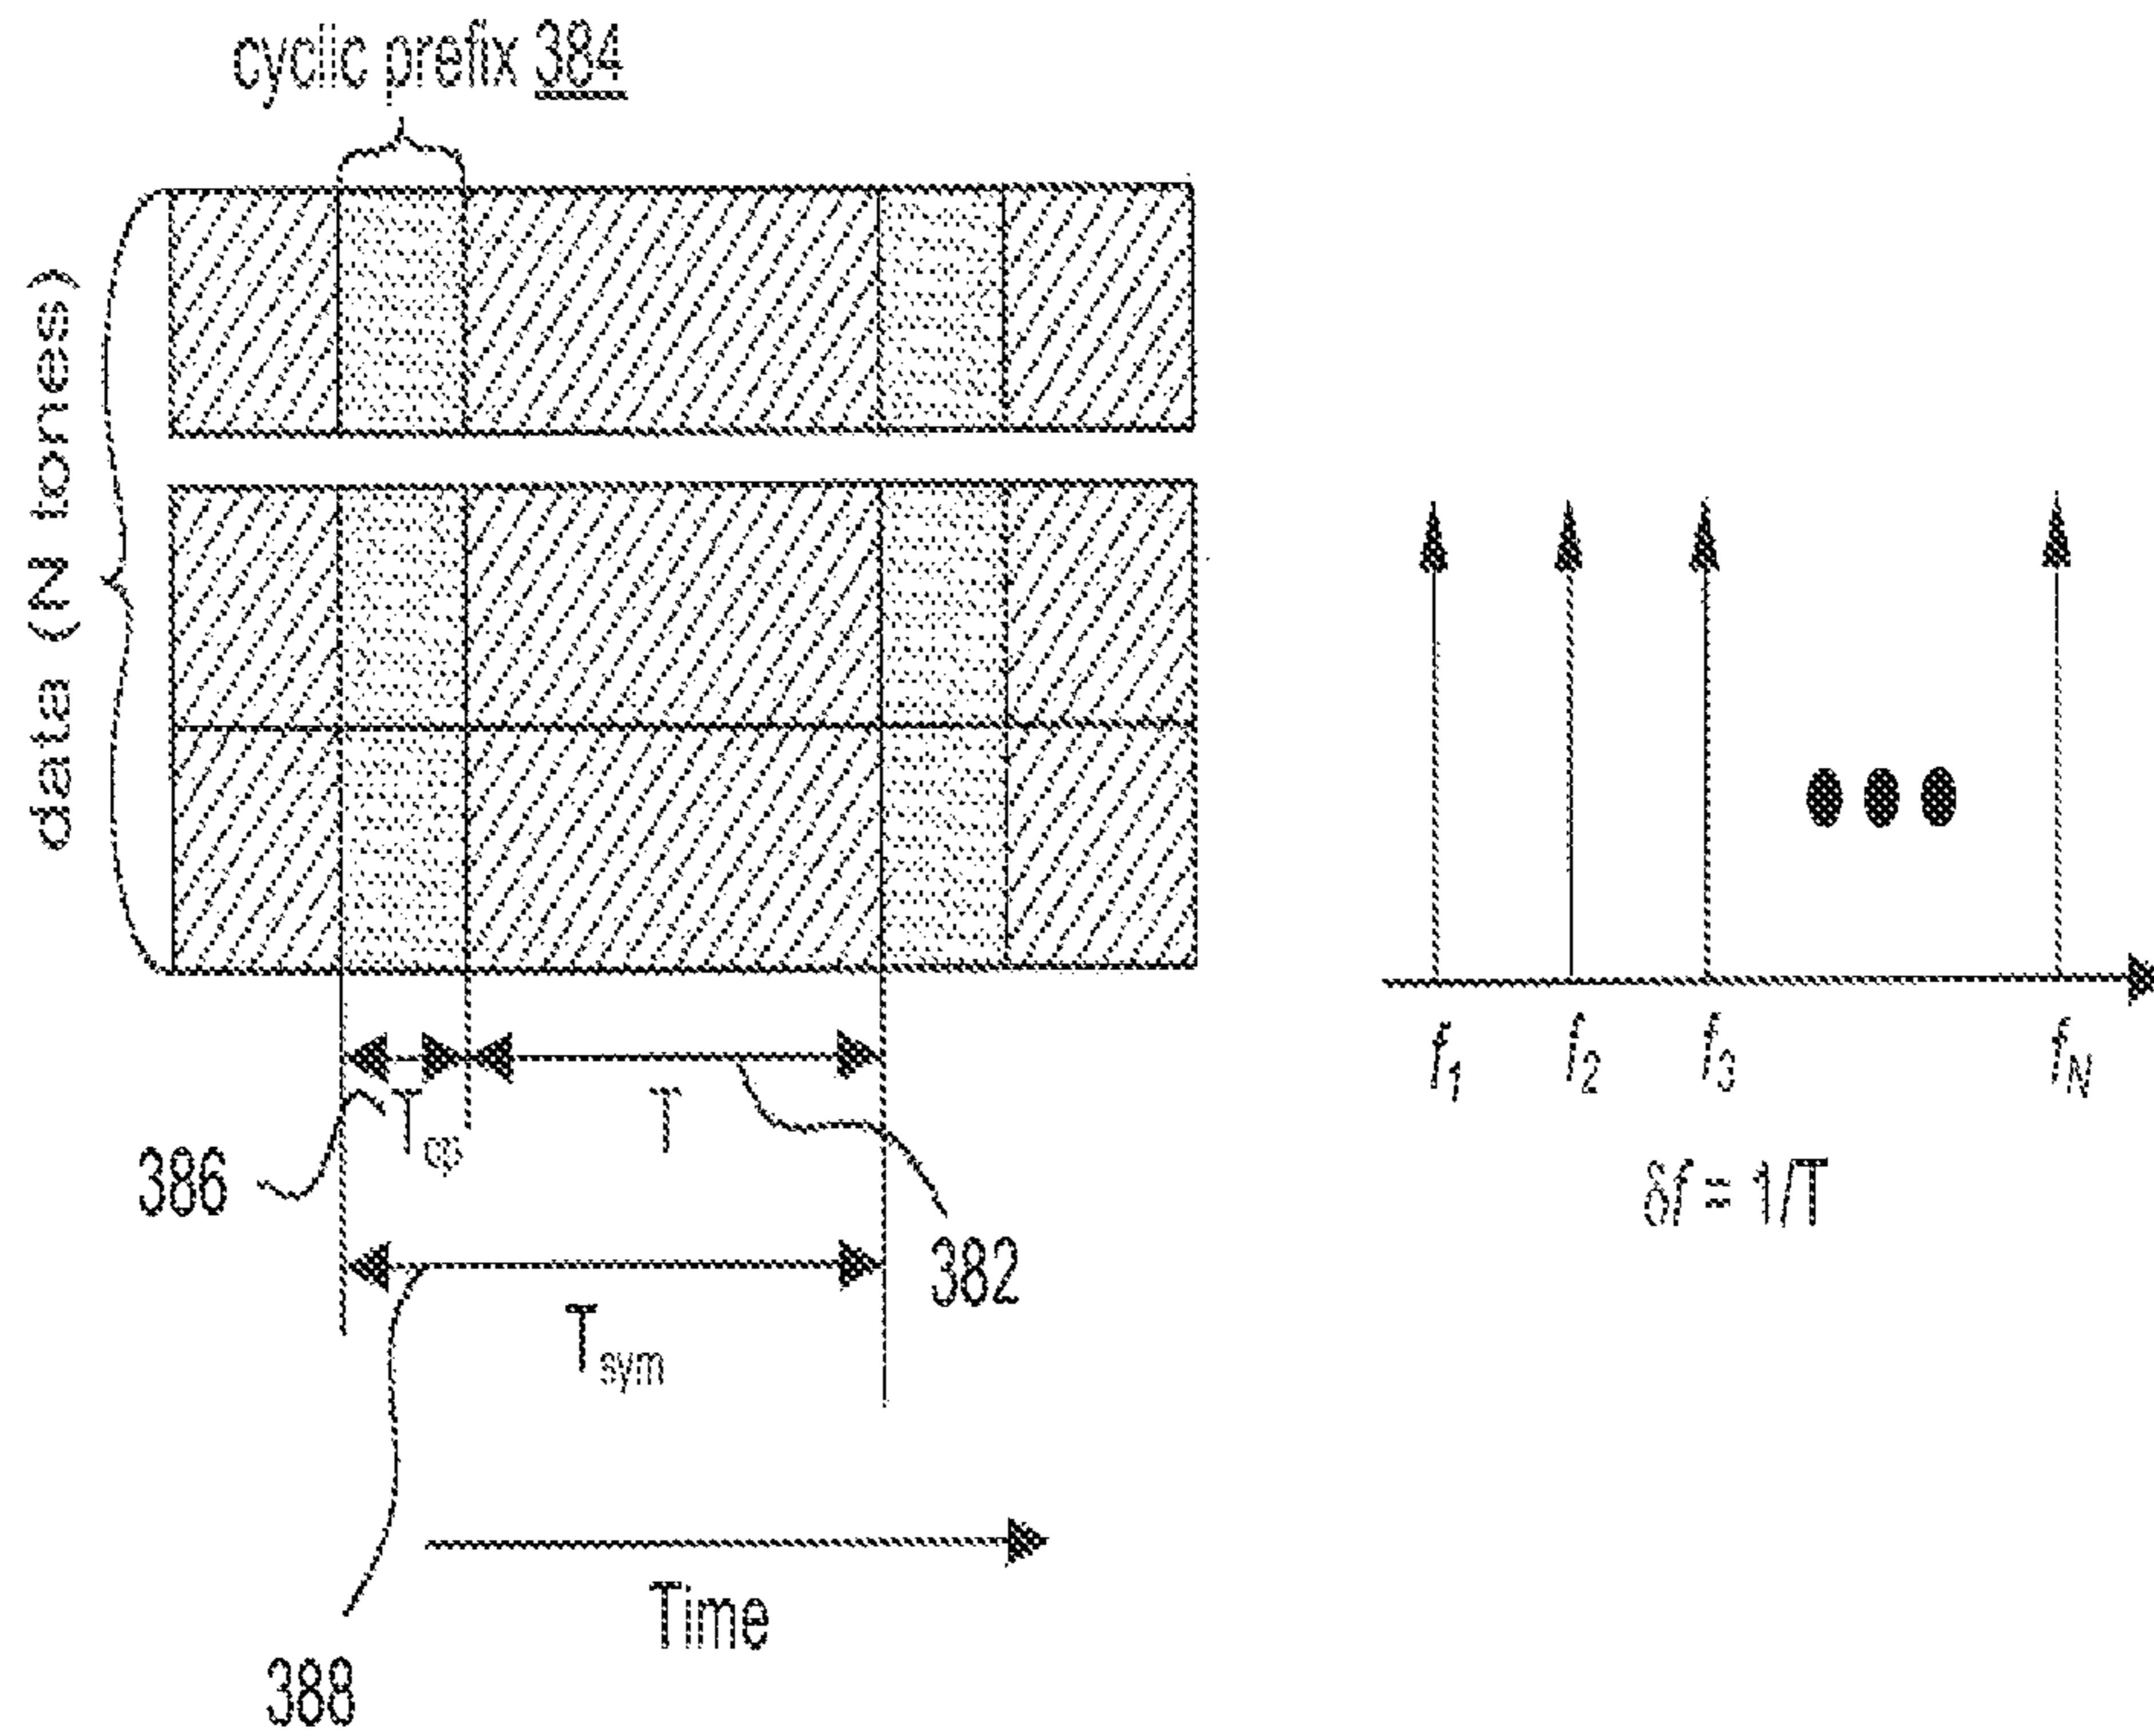 cyclic prefix 384
data (N tones)
f1
f2
f3
fN
386
Tcp
T
δf = 1/T
382
Tsym
Time
388